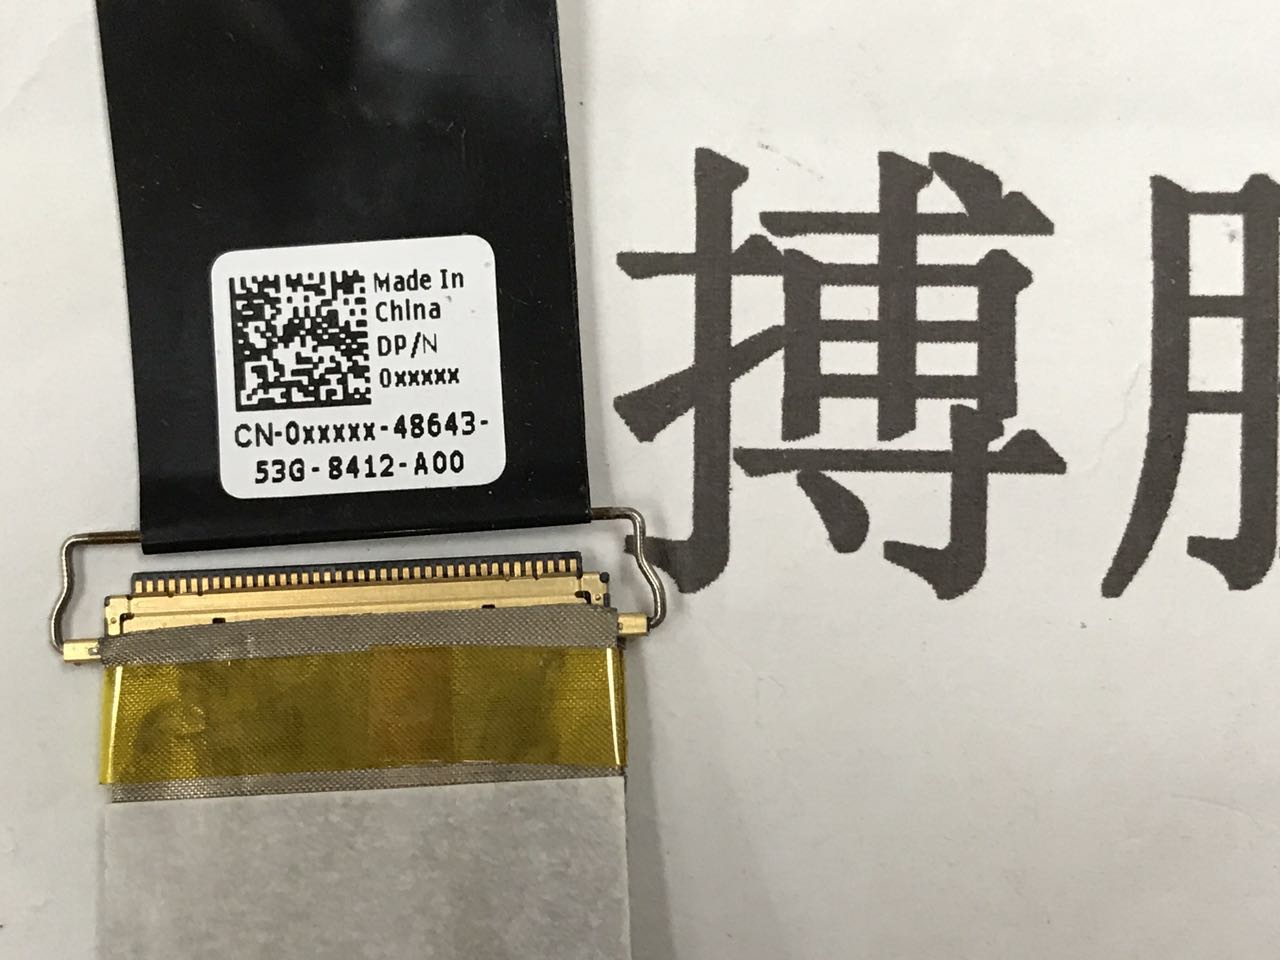 Made In
China
DP/N
0xxxxx
CN-0xxxxx-48643-
53G-8412-A00
搏